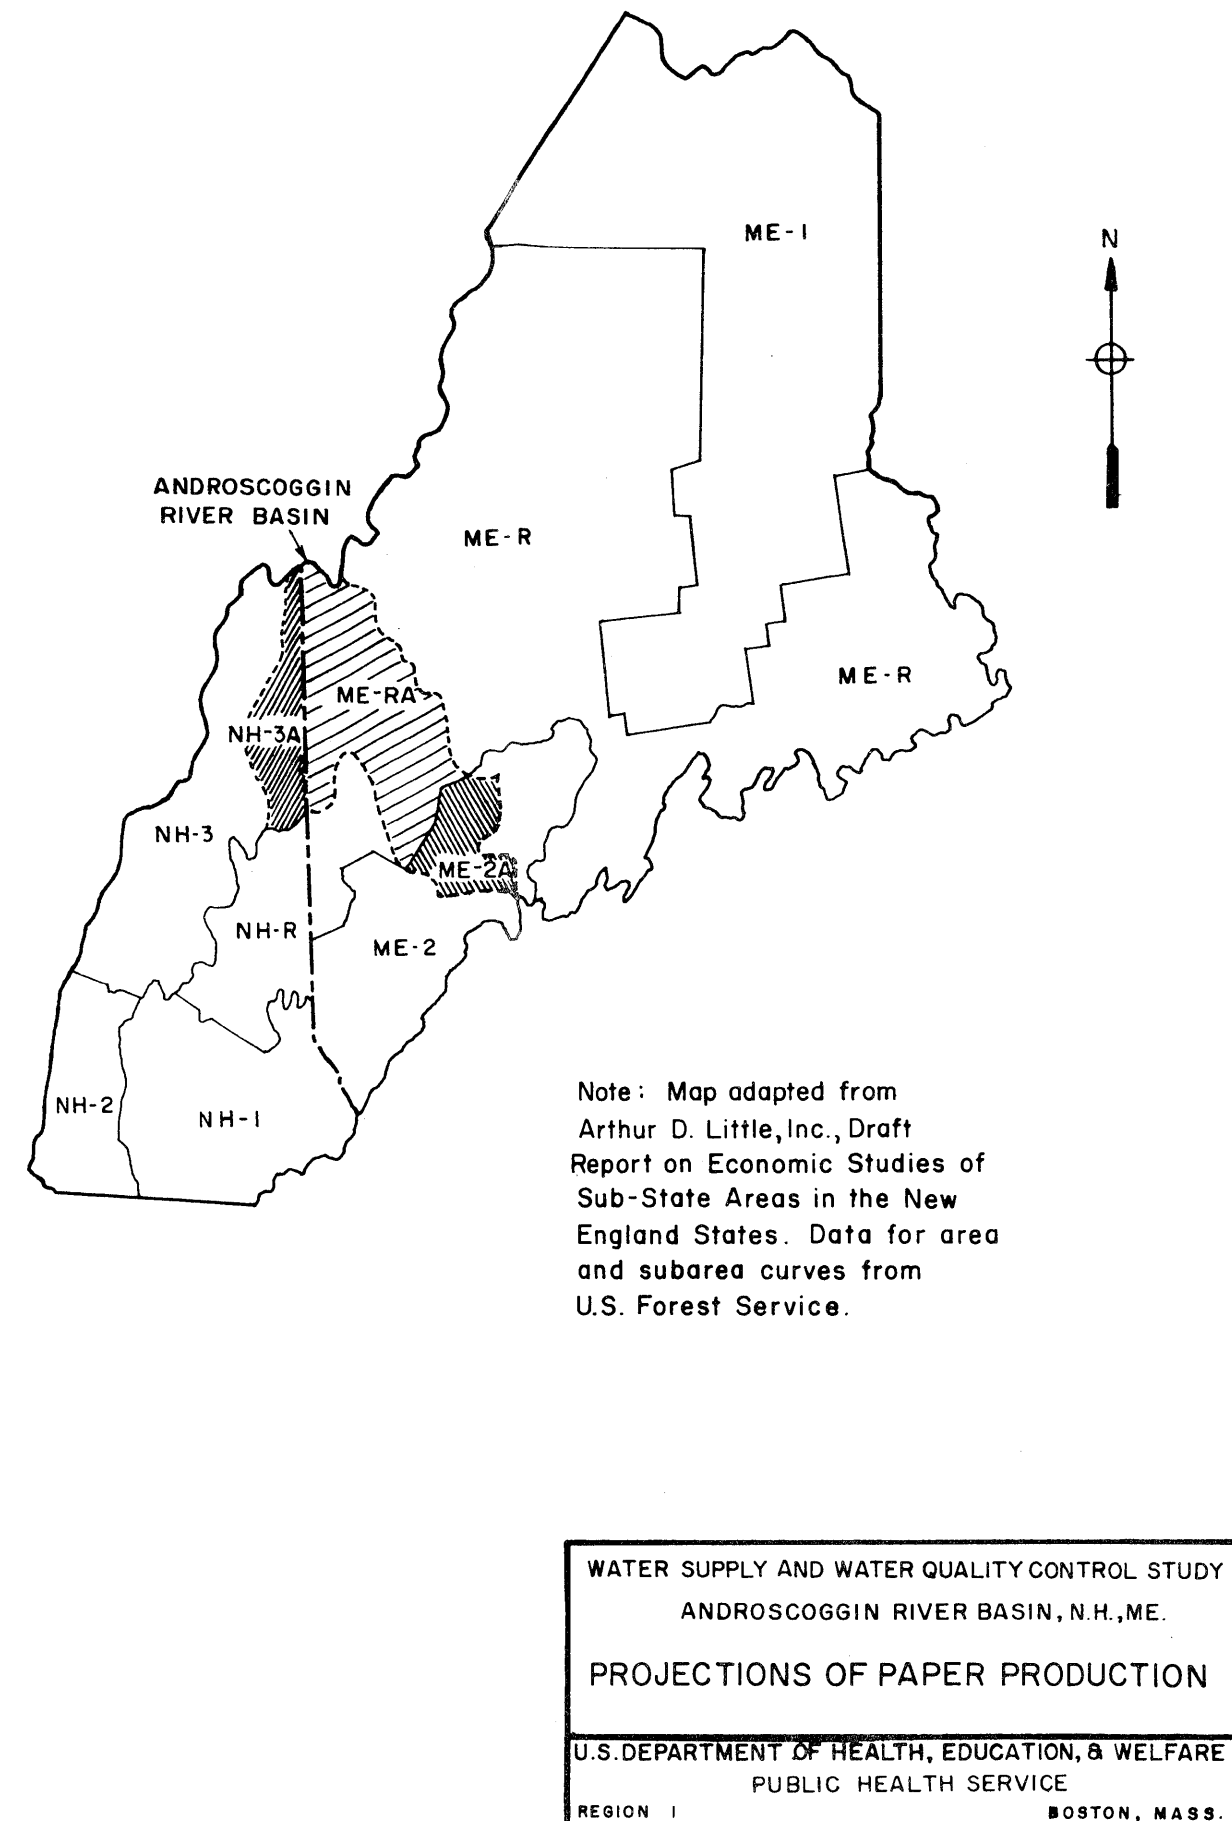 ME-1
N
ANDROSCOGGIN
RIVER BASIN
ME-R
ME-R
ME-RA
NH-3A
NH-3
ME-2A
NH-R
ME-2
NH-2
NH-1
Note: Map adapted from
Arthur D. Little, Inc., Draft
Report on Economic Studies of
Sub-State Areas in the New
England States. Data for area
and subarea curves from
U.S. Forest Service.
WATER SUPPLY AND WATER QUALITY CONTROL STUDY
ANDROSCOGGIN RIVER BASIN, N.H., ME.
PROJECTIONS OF PAPER PRODUCTION
U.S. DEPARTMENT OF HEALTH, EDUCATION, & WELFARE
PUBLIC HEALTH SERVICE
REGION I BOSTON, MASS.